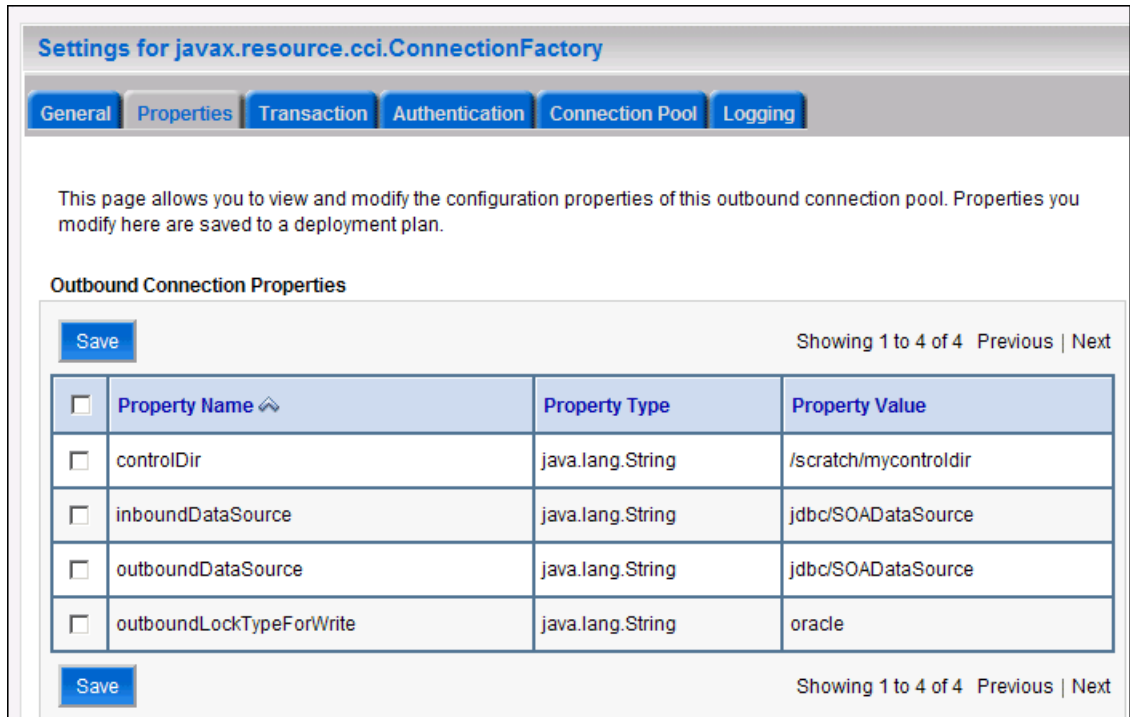 Settings for javax.resource.cci.ConnectionFactory
General Properties Transaction Authentication Connection Pool Logging
This page allows you to view and modify the configuration properties of this outbound connection pool. Properties you
modify here are saved to a deployment plan.
Outbound Connection Properties
Save Showing 1 to 4 of 4 Previous | Next
Property Name Property Type Property Value
controlDir java.lang.String /scratch/mycontroldir
inboundDataSource java.lang.String jdbc/SOADataSource
outboundDataSource java.lang.String jdbc/SOADataSource
outboundLockTypeForWrite java.lang.String oracle
Save Showing 1 to 4 of 4 Previous | Next